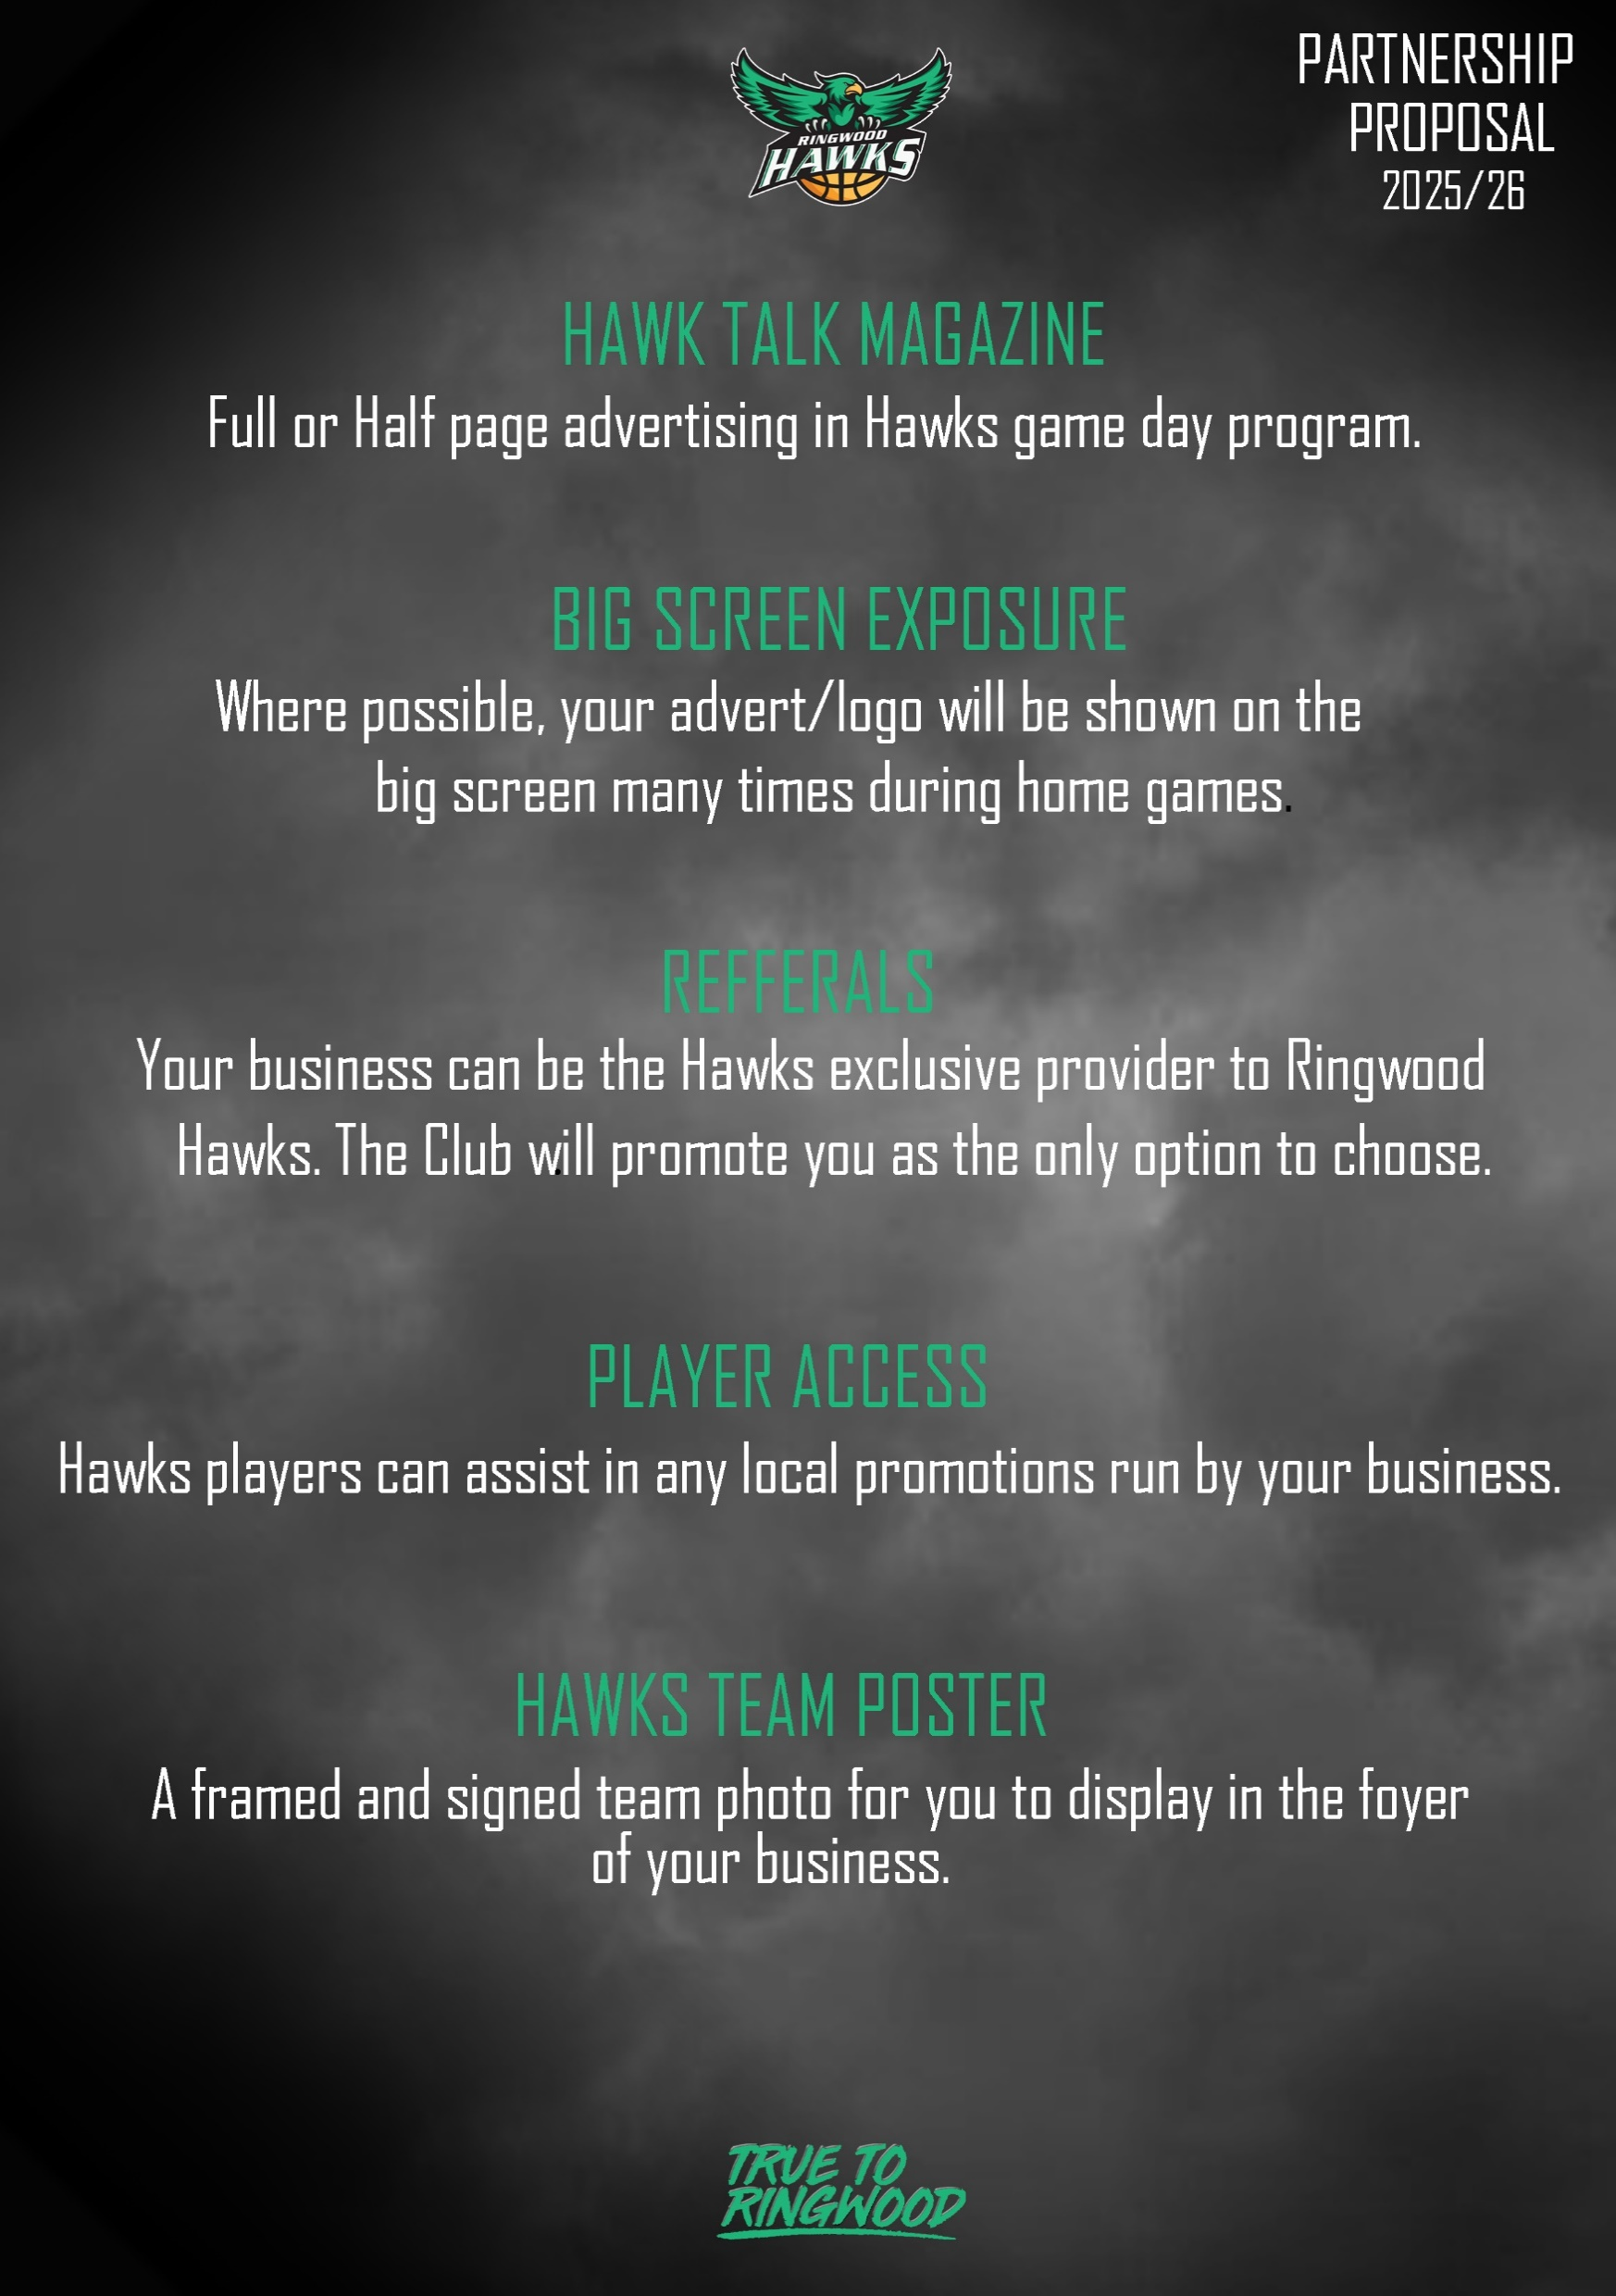 RINGWOOD
HAWKS
PARTNERSHIP
PROPOSAL
2025/26
HAWK TALK MAGAZINE
Full or Half page advertising in Hawks game day program.
BIG SCREEN EXPOSURE
Where possible, your advert/logo will be shown on the
big screen many times during home games.
REFFERALS
Your business can be the Hawks exclusive provider to Ringwood
Hawks. The Club will promote you as the only option to choose.
PLAYER ACCESS
Hawks players can assist in any local promotions run by your business.
HAWKS TEAM POSTER
A framed and signed team photo for you to display in the foyer
of your business.
TRUE TO
RINGWOOD